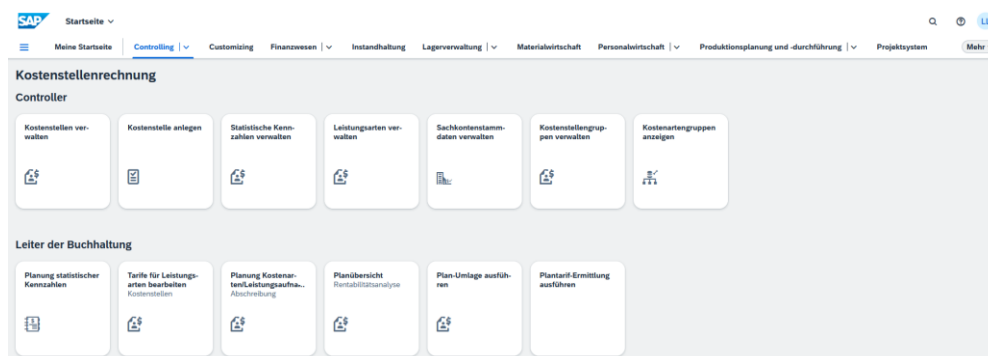 SAP Startseite
Meine Startseite Controlling Customizing Finanzwesen Instandhaltung Lagerverwaltung Materialwirtschaft Personalwirtschaft Produktionsplanung und -durchführung Projektsystem Mehr
Kostenstellenrechnung
Controller
Kostenstellen ver-
walten
Kostenstelle anlegen
Statistische Kenn-
zahlen verwalten
Leistungsarten ver-
walten
Sachkontenstamm-
daten verwalten
Kostenstellengrup-
pen verwalten
Kostenartengruppen
anzeigen
Leiter der Buchhaltung
Planung statistischer
Kennzahlen
Tarife für Leistungs-
arten bearbeiten
Kostenstellen
Planung Kostenar-
ten/Leistungsaufna...
Abschreibung
Planübersicht
Rentabilitätsanalyse
Plan-Umlage ausfüh-
ren
Plantarif-Ermittlung
ausführen